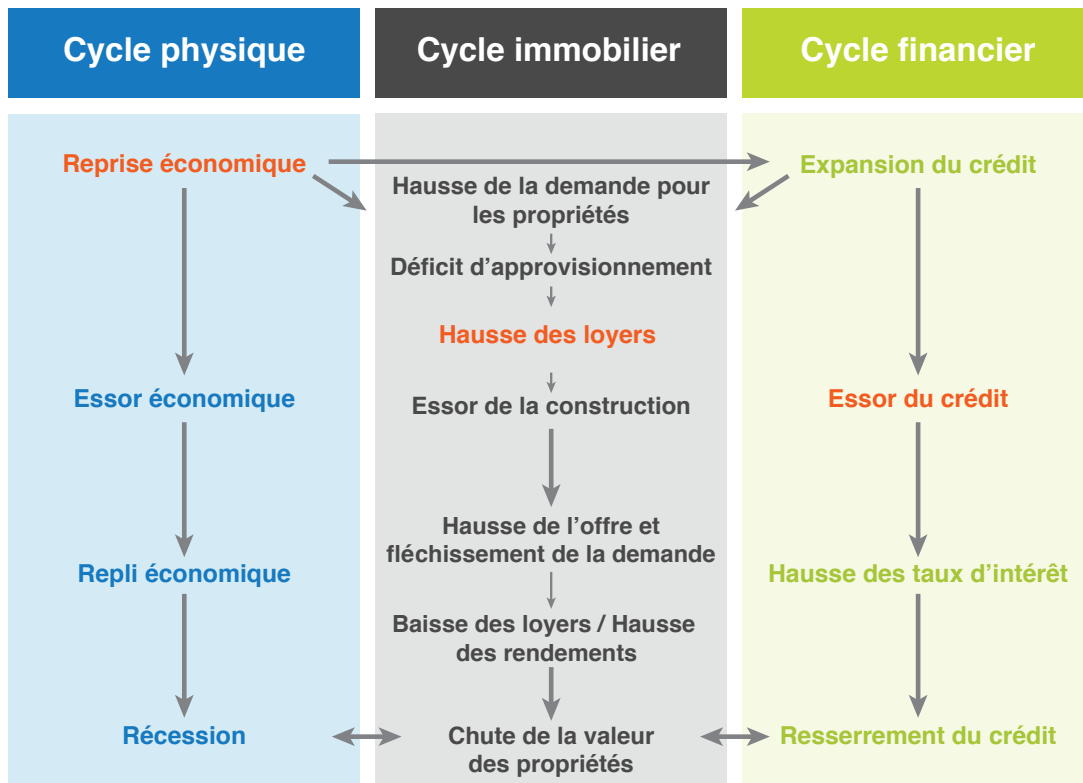 Cycle physique
Cycle immobilier
Cycle financier
Reprise économique
Expansion du crédit
Hausse de la demande pour
les propriétés
Déficit d’approvisionnement
Hausse des loyers
Essor économique
Essor de la construction
Essor du crédit
Hausse de l’offre et
fléchissement de la demande
Repli économique
Hausse des taux d’intérêt
Baisse des loyers / Hausse
des rendements
Récession
Chute de la valeur
des propriétés
Resserrement du crédit